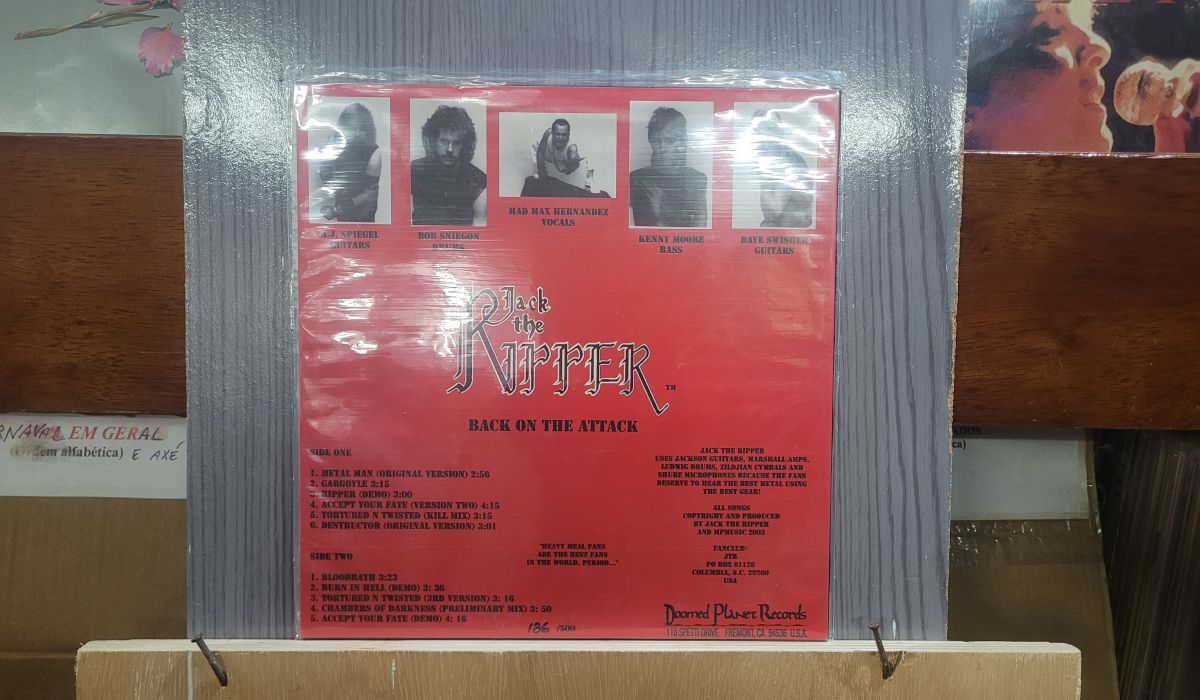 A.J. SPIEGEL
GUITARS
BOB SNIEGON
DRUMS
MAD MAX HERNANDEZ
VOCALS
KENNY MOORE
BASS
DAVE SWISHER
GUITARS
Jack
the
RIPPER
TM
BACK ON THE ATTACK
SIDE ONE
1. METAL MAN (ORIGINAL VERSION) 2:56
2. GARGOYLE 3:15
3. RIPPER (DEMO) 3:00
4. ACCEPT YOUR FATE (VERSION TWO) 4:15
5. TORTURED N TWISTED (KILL MIX) 3:15
6. DESTRUCTOR (ORIGINAL VERSION) 3:01
SIDE TWO
1. BLOODBATH 3:23
2. BURN IN HELL (DEMO) 3: 36
3. TORTURED N TWISTED (3RD VERSION) 3: 16
4. CHAMBERS OF DARKNESS (PRELIMINARY MIX) 3: 50
5. ACCEPT YOUR FATE (DEMO) 4: 16
"HEAVY MEAL FANS
ARE THE BEST FANS
IN THE WORLD, PERIOD..."
186 /500
JACK THE RIPPER
USES JACKSON GUITARS, MARSHALL AMPS,
LUDWIG DRUMS, ZILDJIAN CYMBALS AND
SHURE MICROPHONES BECAUSE THE FANS
DESERVE TO HEAR THE BEST METAL USING
THE BEST GEAR!
ALL SONGS
COPYRIGHT AND PRODUCED
BY JACK THE RIPPER
AND MPMUSIC 2003
FANCLUB-
JTR
PO BOX 61126
COLUMBIA, S.C. 29260
USA
Doomed Planet Records
110 SPETTI DRIVE FREMONT, CA 94536 U.S.A.
RNAVAL EM GERAL
(Ordem alfabética) E AXÉ
ADOS
ca)